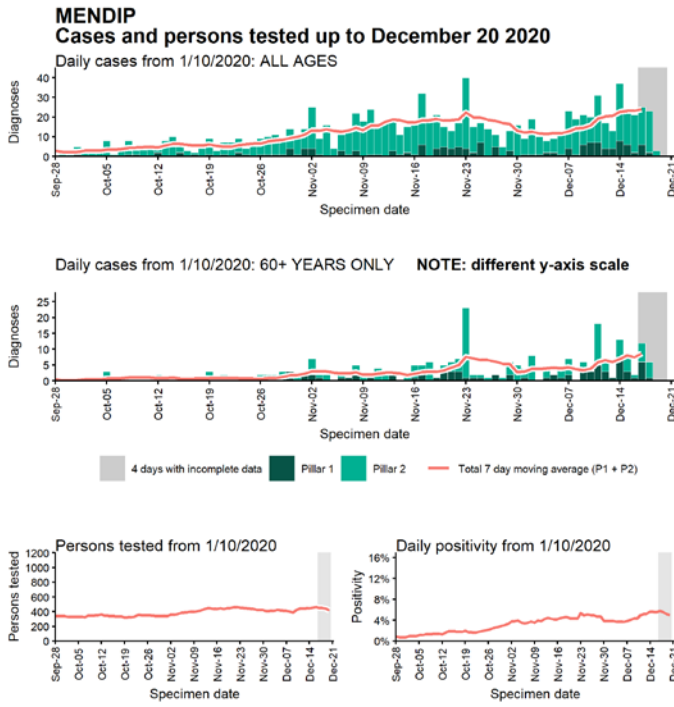 MENDIP
Cases and persons tested up to December 20 2020
Daily cases from 1/10/2020: ALL AGES
Diagnoses
40
30
20
10
0
Sep-28
Oct-05
Oct-12
Oct-19
Oct-26
Nov-02
Nov-09
Nov-16
Nov-23
Nov-30
Dec-07
Dec-14
Dec-21
Specimen date
Daily cases from 1/10/2020: 60+ YEARS ONLY NOTE: different y-axis scale
Diagnoses
25
20
15
10
5
0
Sep-28
Oct-05
Oct-12
Oct-19
Oct-26
Nov-02
Nov-09
Nov-16
Nov-23
Nov-30
Dec-07
Dec-14
Dec-21
Specimen date
4 days with incomplete data Pillar 1 Pillar 2 Total 7 day moving average (P1 + P2)
Persons tested from 1/10/2020
Persons tested
1200
1000
800
600
400
200
0
Sep-28
Oct-05
Oct-12
Oct-19
Oct-26
Nov-02
Nov-09
Nov-16
Nov-23
Nov-30
Dec-07
Dec-14
Dec-21
Specimen date
Daily positivity from 1/10/2020
Positivity
16%
12%
8%
4%
0%
Sep-28
Oct-05
Oct-12
Oct-19
Oct-26
Nov-02
Nov-09
Nov-16
Nov-23
Nov-30
Dec-07
Dec-14
Dec-21
Specimen date